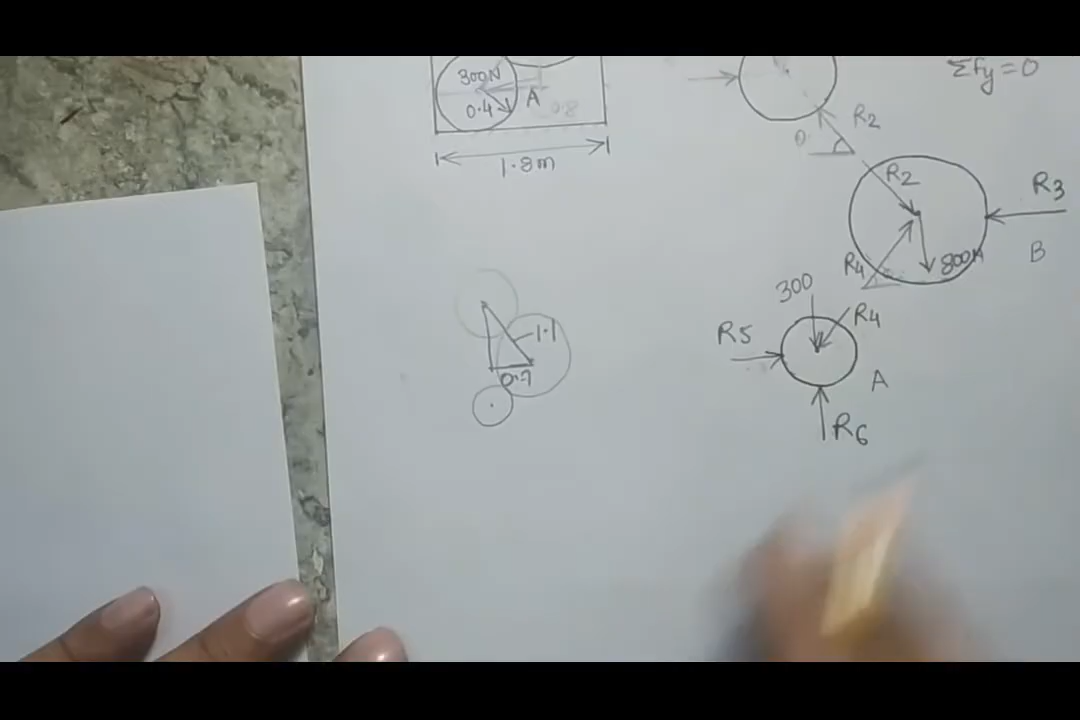 300N
0.4
A
0.8
1.8m
ΣFy=0
R2
θ
R2
R3
B
R4
800N
300
R4
R5
A
R6
1.1
0.7